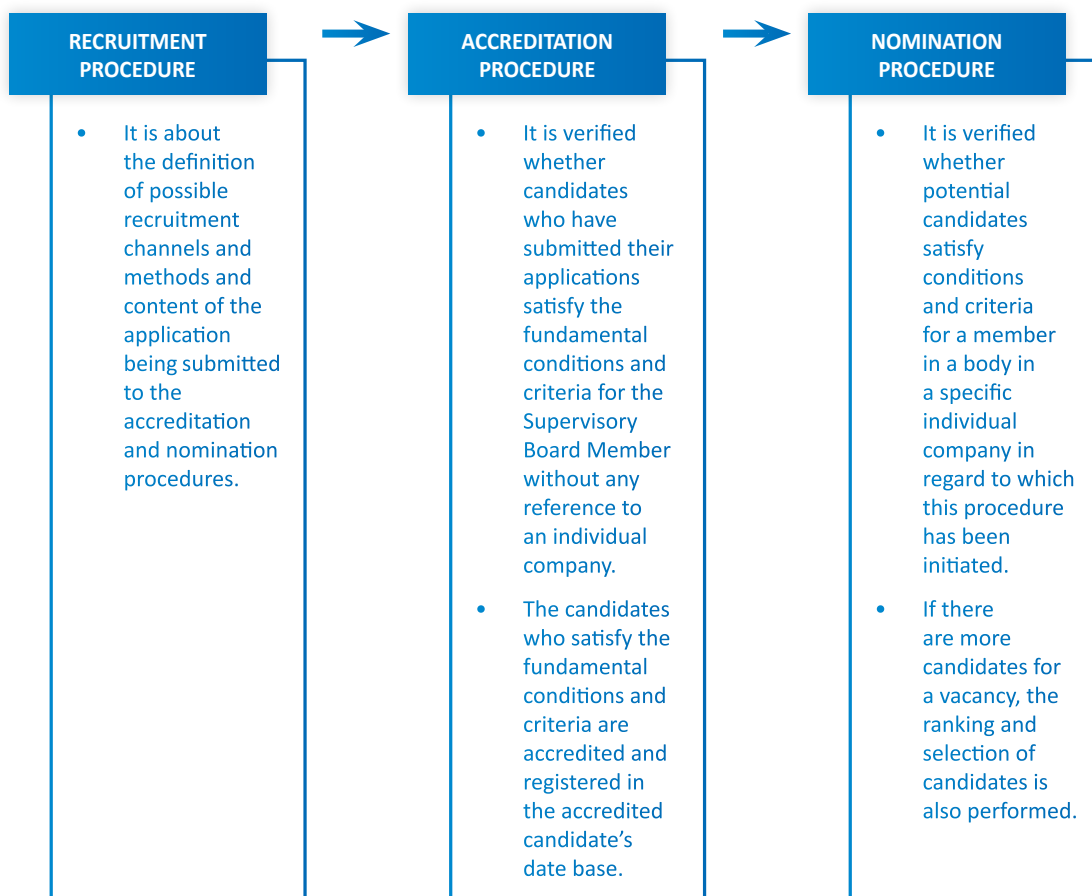 RECRUITMENT
PROCEDURE
• It is about
the definition
of possible
recruitment
channels and
methods and
content of the
application
being submitted
to the
accreditation
and nomination
procedures.
ACCREDITATION
PROCEDURE
• It is verified
whether
candidates
who have
submitted their
applications
satisfy the
fundamental
conditions and
criteria for the
Supervisory
Board Member
without any
reference to
an individual
company.
• The candidates
who satisfy the
fundamental
conditions and
criteria are
accredited and
registered in
the accredited
candidate's
date base.
NOMINATION
PROCEDURE
• It is verified
whether
potential
candidates
satisfy
conditions
and criteria
for a member
in a body in
a specific
individual
company in
regard to which
this procedure
has been
initiated.
• If there
are more
candidates for
a vacancy, the
ranking and
selection of
candidates is
also performed.